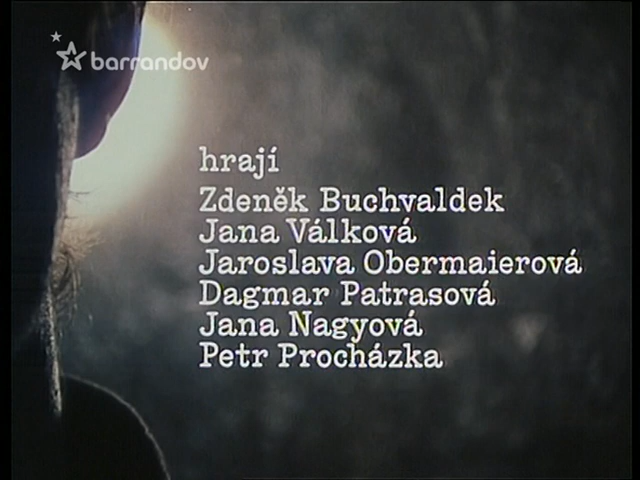 barrandov
hrají
Zdeněk Buchvaldek
Jana Válková
Jaroslava Obermaierová
Dagmar Patrasová
Jana Nagyová
Petr Procházka